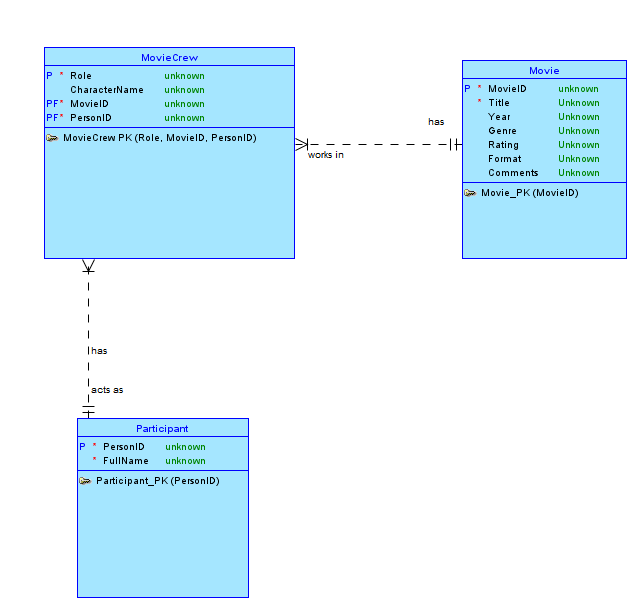 MovieCrew
P * Role unknown
CharacterName unknown
PF* MovieID unknown
PF* PersonID unknown
MovieCrew PK (Role, MovieID, PersonID)
Movie
P * MovieID unknown
* Title Unknown
Year Unknown
Genre Unknown
Rating Unknown
Format Unknown
Comments Unknown
Movie_PK (MovieID)
has
works in
has
acts as
Participant
P * PersonID unknown
* FullName unknown
Participant_PK (PersonID)